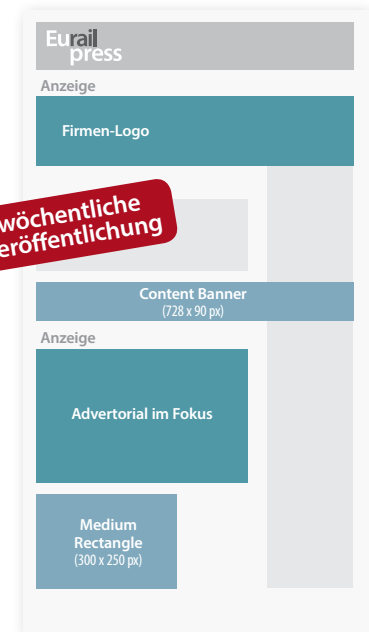 Eurail
press
Anzeige
Firmen-Logo
wöchentliche
Content Banner
(728 x 90 px)
Anzeige
Advertorial im Fokus
Medium
Rectangle
(300 x 250 px)